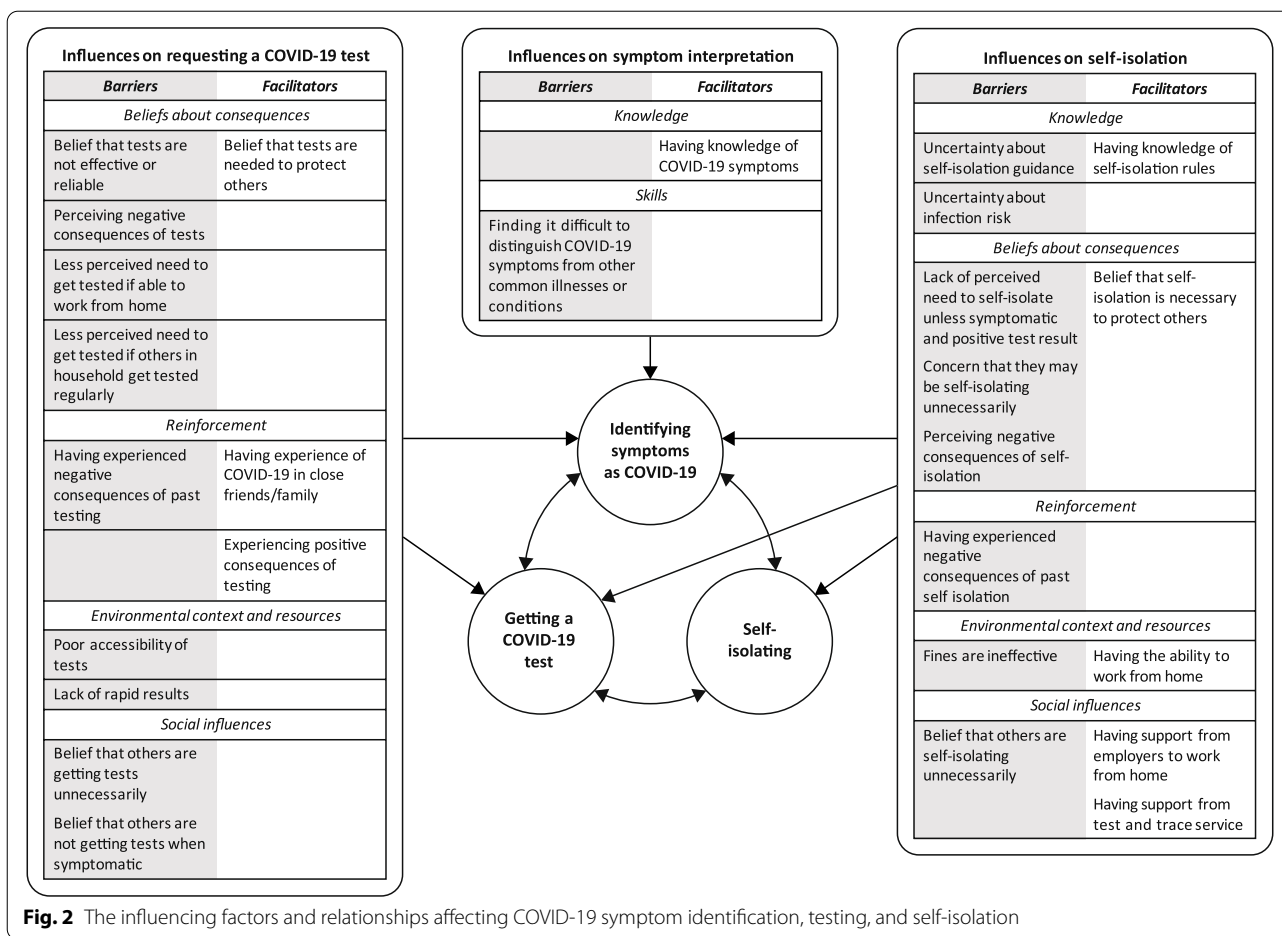 Influences on requesting a COVID-19 test
Barriers
Facilitators
Beliefs about consequences
Belief that tests are
not effective or
reliable
Belief that tests are
needed to protect
others
Perceiving negative
consequences of tests
Less perceived need to
get tested if able to
work from home
Less perceived need to
get tested if others in
household get tested
regularly
Reinforcement
Having experienced
negative
consequences of past
testing
Having experience of
COVID-19 in close
friends/family
Experiencing positive
consequences of
testing
Environmental context and resources
Poor accessibility of
tests
Lack of rapid results
Social influences
Belief that others are
getting tests
unnecessarily
Belief that others are
not getting tests when
symptomatic
Influences on symptom interpretation
Barriers
Facilitators
Knowledge
Having knowledge of
COVID-19 symptoms
Skills
Finding it difficult to
distinguish COVID-19
symptoms from other
common illnesses or
conditions
Identifying
symptoms
as COVID-19
Getting a
COVID-19
test
Self-
isolating
Influences on self-isolation
Barriers
Facilitators
Knowledge
Uncertainty about
self-isolation guidance
Having knowledge of
self-isolation rules
Uncertainty about
infection risk
Beliefs about consequences
Lack of perceived
need to self-isolate
unless symptomatic
and positive test result
Concern that they may
be self-isolating
unnecessarily
Perceiving negative
consequences of self-
isolation
Belief that self-
isolation is necessary
to protect others
Reinforcement
Having experienced
negative
consequences of past
self isolation
Environmental context and resources
Fines are ineffective
Having the ability to
work from home
Social influences
Belief that others are
self-isolating
unnecessarily
Having support from
employers to work
from home
Having support from
test and trace service
Fig. 2 The influencing factors and relationships affecting COVID-19 symptom identification, testing, and self-isolation